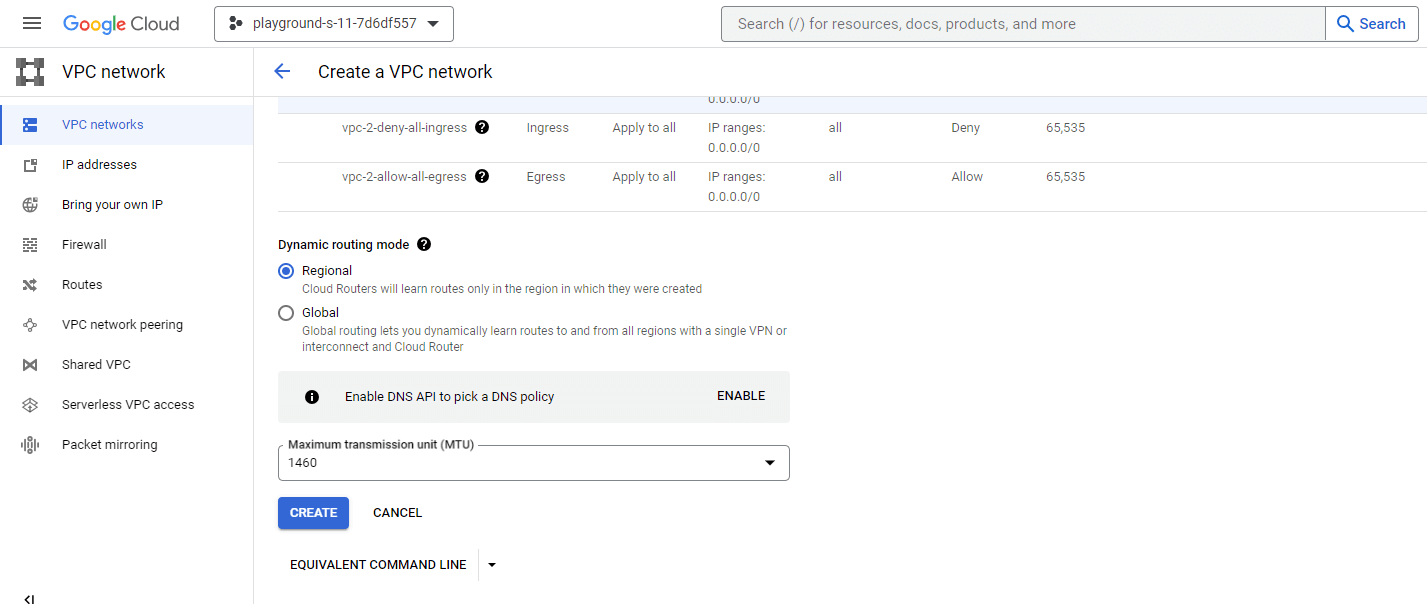 Google Cloud
playground-s-11-7d6df557
Search (/) for resources, docs, products, and more
Search
VPC network
Create a VPC network
VPC networks
IP addresses
Bring your own IP
Firewall
Routes
VPC network peering
Shared VPC
Serverless VPC access
Packet mirroring
0.0.0.0/0
vpc-2-deny-all-ingress Ingress Apply to all IP ranges: all Deny 65,535
0.0.0.0/0
vpc-2-allow-all-egress Egress Apply to all IP ranges: all Allow 65,535
0.0.0.0/0
Dynamic routing mode
Regional
Cloud Routers will learn routes only in the region in which they were created
Global
Global routing lets you dynamically learn routes to and from all regions with a single VPN or
interconnect and Cloud Router
Enable DNS API to pick a DNS policy ENABLE
Maximum transmission unit (MTU)
1460
CREATE CANCEL
EQUIVALENT COMMAND LINE